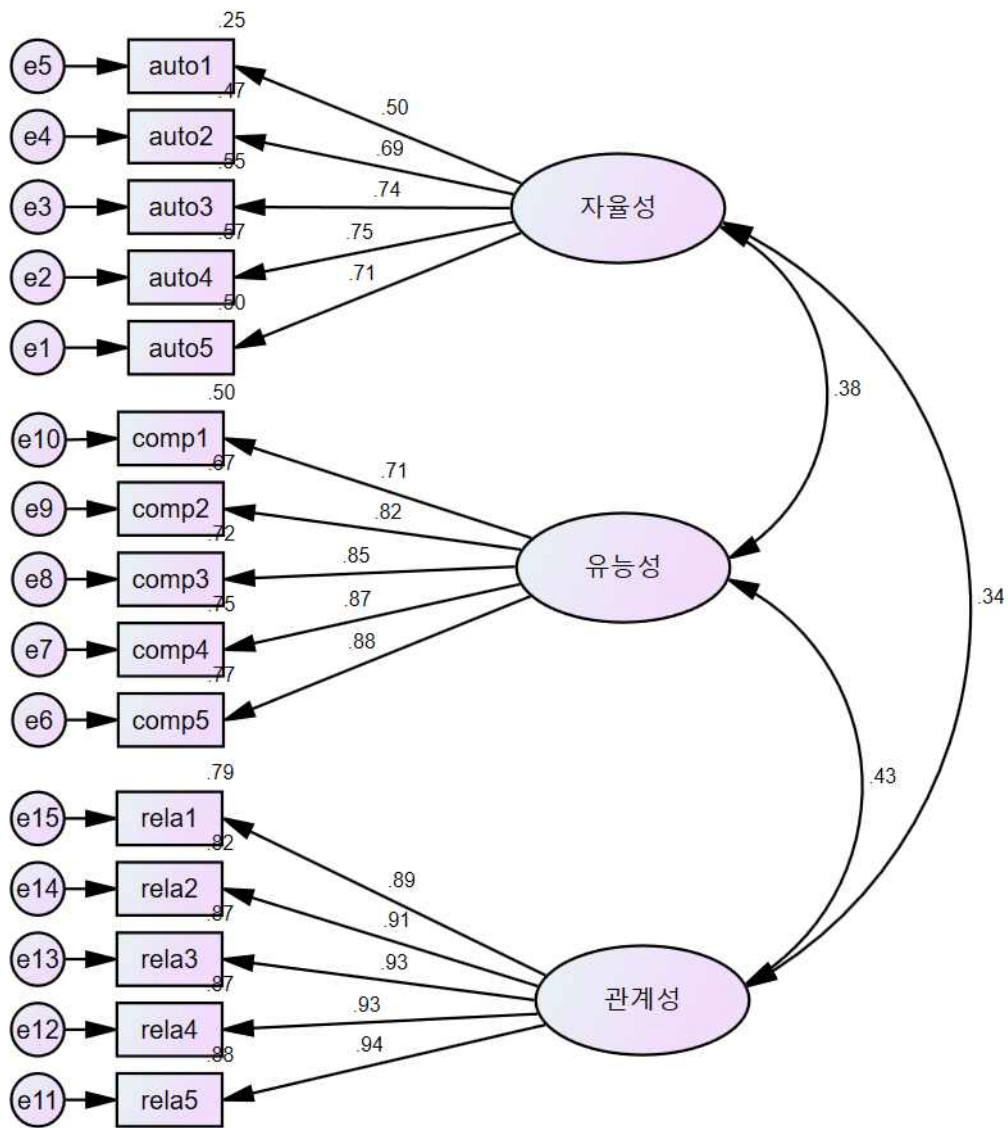 .25
e5 auto1
.47 .50
e4 auto2
.55 .69
e3 auto3 .74 자율성
.57
e2 auto4 .75
.50 .71
e1 auto5
.50 .38
e10 comp1
.67 .71
e9 comp2
.72 .82
e8 comp3 .85 유능성
.75
e7 comp4 .87
.77 .88
e6 comp5 .34
.79 .43
e15 rela1
.82
e14 rela2 .89
.87 .91
e13 rela3 .93
.87 관계성
e12 rela4 .93
.88 .94
e11 rela5